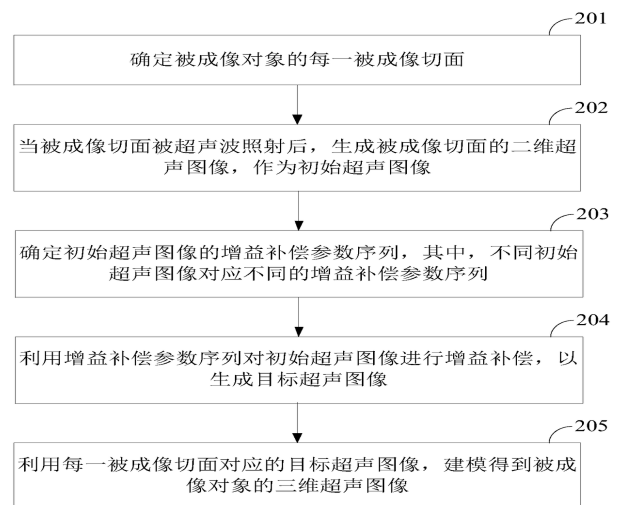 201
确定被成像对象的每一被成像切面
202
当被成像切面被超声波照射后，生成被成像切面的二维超
声图像，作为初始超声图像
203
确定初始超声图像的增益补偿参数序列，其中，不同初始
超声图像对应不同的增益补偿参数序列
204
利用增益补偿参数序列对初始超声图像进行增益补偿，以
生成目标超声图像
205
利用每一被成像切面对应的目标超声图像，建模得到被成
像对象的三维超声图像